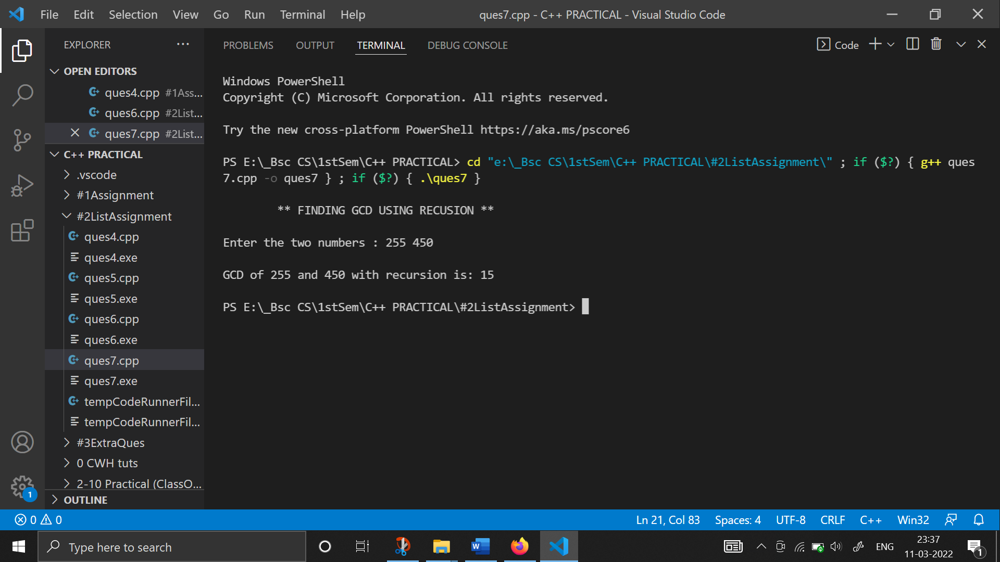 File Edit Selection View Go Run Terminal Help
ques7.cpp - C++ PRACTICAL - Visual Studio Code
EXPLORER
OPEN EDITORS
ques4.cpp #1Ass...
ques6.cpp #2List...
ques7.cpp #2List...
C++ PRACTICAL
.vscode
#1Assignment
#2ListAssignment
ques4.cpp
ques4.exe
ques5.cpp
ques5.exe
ques6.cpp
ques6.exe
ques7.cpp
ques7.exe
tempCodeRunnerFil...
tempCodeRunnerFil...
#3ExtraQues
0 CWH tuts
2-10 Practical (ClassO...
OUTLINE
PROBLEMS OUTPUT TERMINAL DEBUG CONSOLE
Code
Windows PowerShell
Copyright (C) Microsoft Corporation. All rights reserved.
Try the new cross-platform PowerShell https://aka.ms/pscore6
PS E:\_Bsc CS\1stSem\C++ PRACTICAL> cd "e:\_Bsc CS\1stSem\C++ PRACTICAL\#2ListAssignment\" ; if ($?) { g++ ques
7.cpp -o ques7 } ; if ($?) { .\ques7 }
** FINDING GCD USING RECUSION **
Enter the two numbers : 255 450
GCD of 255 and 450 with recursion is: 15
PS E:\_Bsc CS\1stSem\C++ PRACTICAL\#2ListAssignment>
1
0 0
Ln 21, Col 83 Spaces: 4 UTF-8 CRLF C++ Win32
Type here to search
W
ENG
23:37
11-03-2022
1